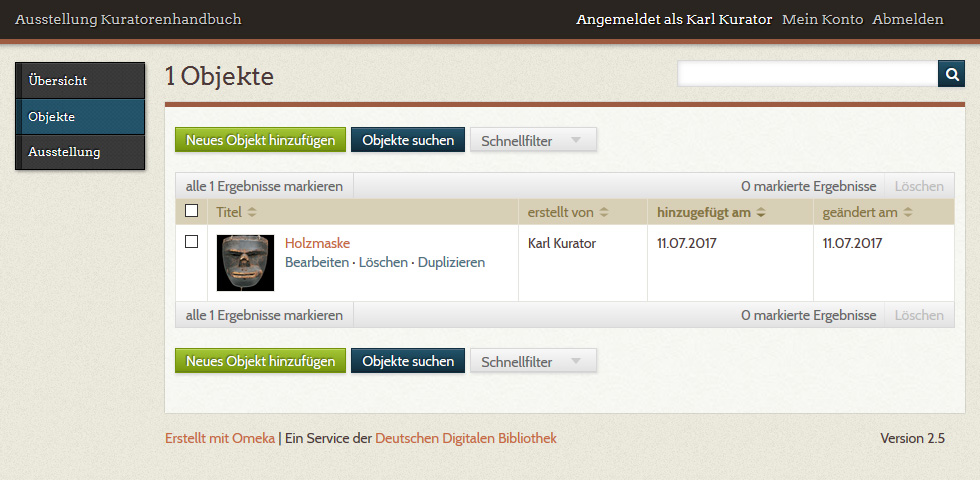 Ausstellung Kuratorenhandbuch
Angemeldet als Karl Kurator Mein Konto Abmelden
Übersicht
Objekte
Ausstellung
1 Objekte
Neues Objekt hinzufügen Objekte suchen Schnellfilter
alle 1 Ergebnisse markieren 0 markierte Ergebnisse Löschen
Titel erstellt von hinzugefügt am geändert am
Holzmaske Karl Kurator 11.07.2017 11.07.2017
Bearbeiten · Löschen · Duplizieren
alle 1 Ergebnisse markieren 0 markierte Ergebnisse Löschen
Neues Objekt hinzufügen Objekte suchen Schnellfilter
Erstellt mit Omeka | Ein Service der Deutschen Digitalen Bibliothek Version 2.5